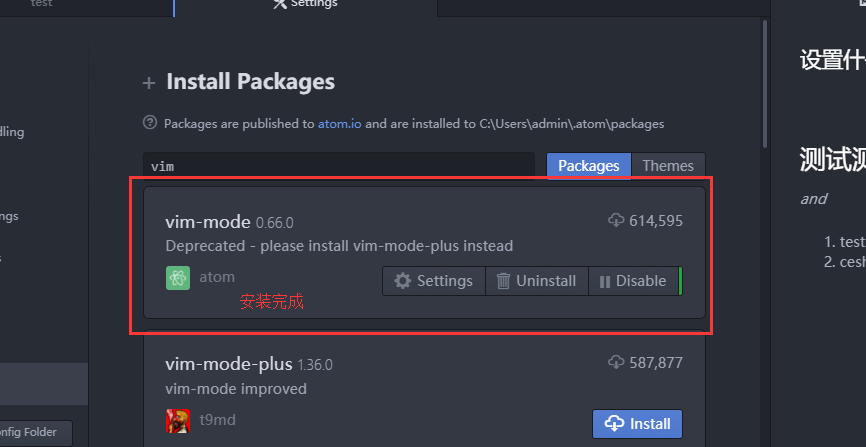 test
Settings
设置什
+ Install Packages
Packages are published to atom.io and are installed to C:\Users\admin\.atom\packages
dling
vim
Packages
Themes
测试测
and
vim-mode 0.66.0
614,595
ngs
Deprecated - please install vim-mode-plus instead
1. test
2. cesh
atom
Settings
Uninstall
Disable
安装完成
vim-mode-plus 1.36.0
587,877
vim-mode improved
t9md
Install
nfig Folder